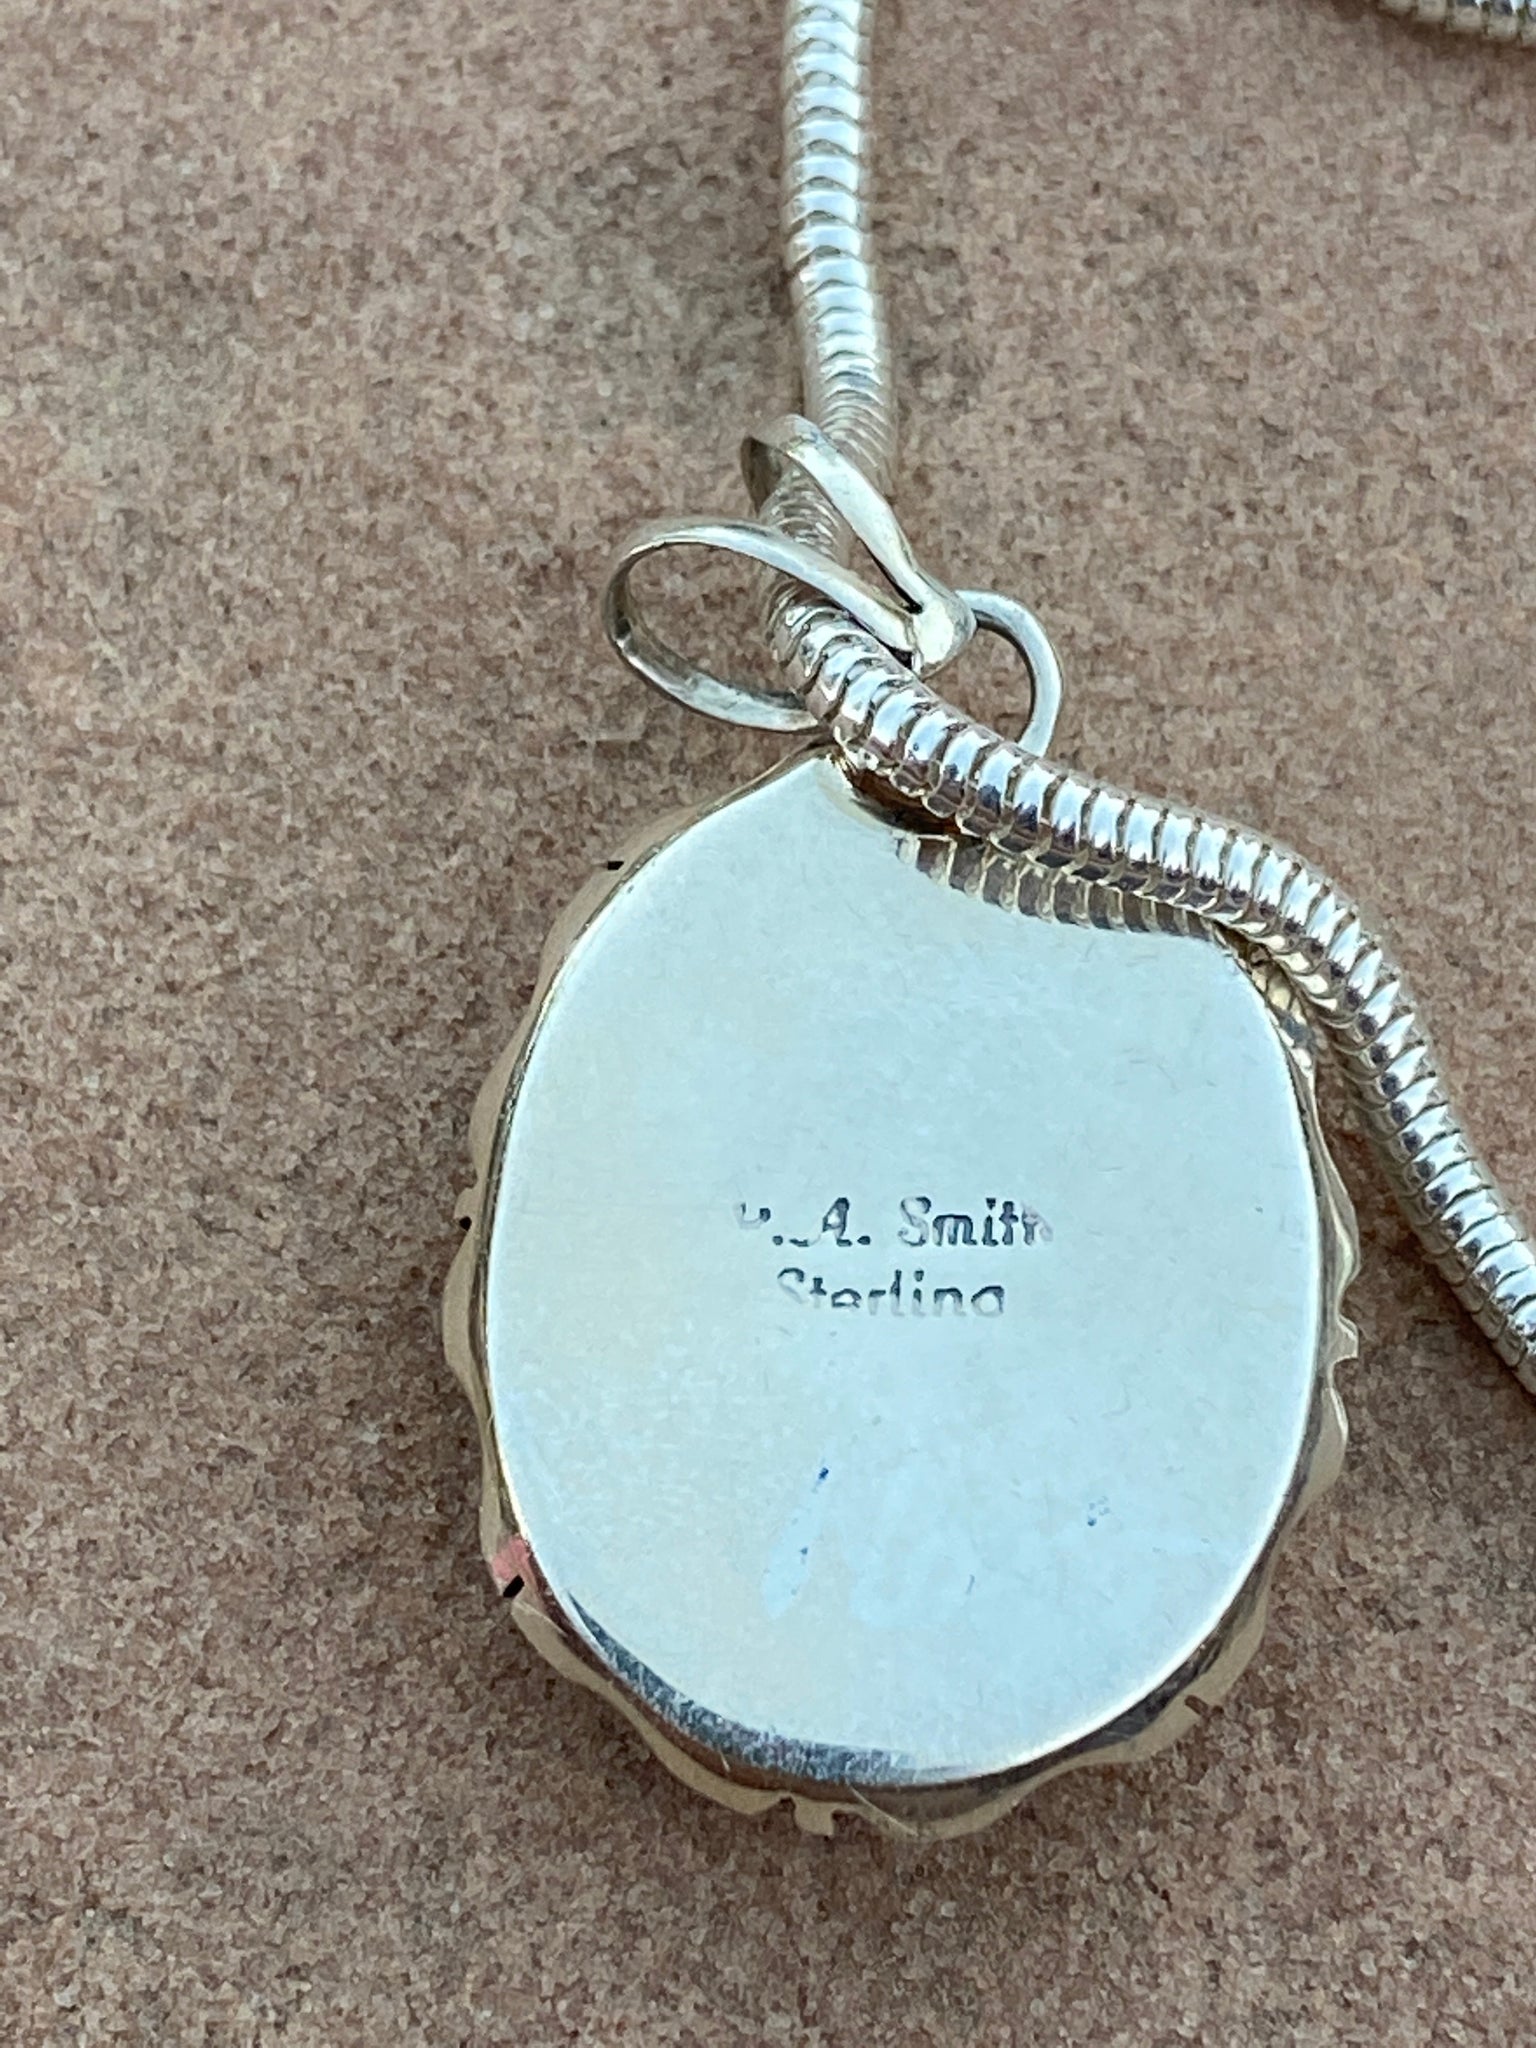 A. Smith
Sterling